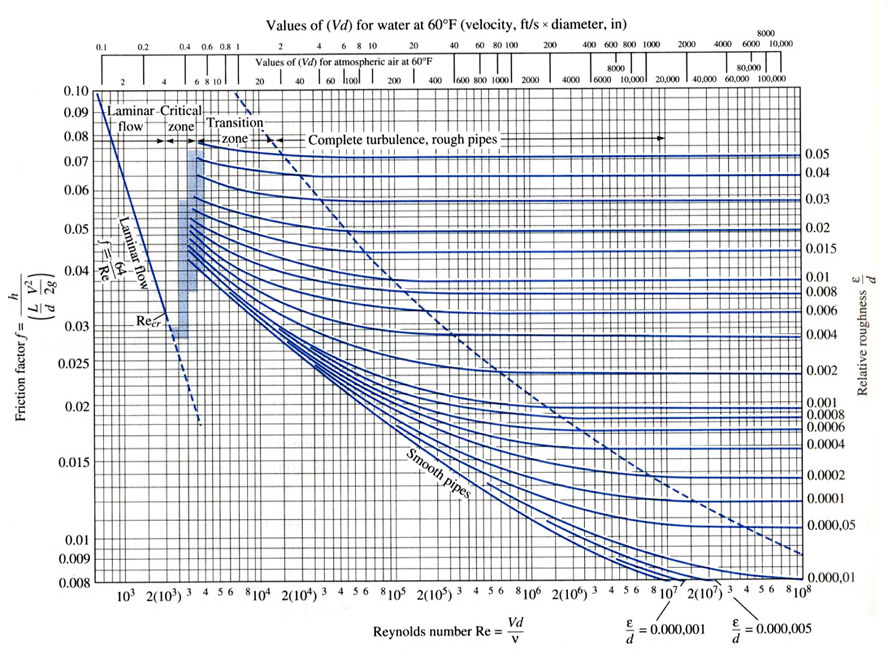 Values of (Vd) for water at 60°F (velocity, ft/s × diameter, in)
0.1 0.2 0.4 0.6 0.8 1 2 4 6 8 10 20 40 60 80 100 200 400 600 800 1000 2000 4000 6000 8000 10,000
Values of (Vd) for atmospheric air at 60°F
2 4 6 8 10 20 40 60 80 100 200 400 600 800 1000 2000 4000 6000 8000 10,000 20,000 40,000 60,000 80,000 100,000
0.10
0.09
0.08
0.07
0.06
0.05
0.04
0.03
0.025
0.02
0.015
0.01
0.009
0.008
Friction factor f = h / (L/d V²/2g)
Laminar flow
Critical zone
Transition zone
Complete turbulence, rough pipes
Laminar flow
f = 64/Re
Re_cr
Smooth pipes
0.05
0.04
0.03
0.02
0.015
0.01
0.008
0.006
0.004
0.002
0.001
0.0008
0.0006
0.0004
0.0002
0.0001
0.000,05
0.000,01
Relative roughness ε/d
10³ 2(10³) 3 4 5 6 8 10⁴ 2(10⁴) 3 4 5 6 8 10⁵ 2(10⁵) 3 4 5 6 8 10⁶ 2(10⁶) 3 4 5 6 8 10⁷ 2(10⁷) 3 4 5 6 8 10⁸
Reynolds number Re = Vd/ν
ε/d = 0.000,001
ε/d = 0.000,005